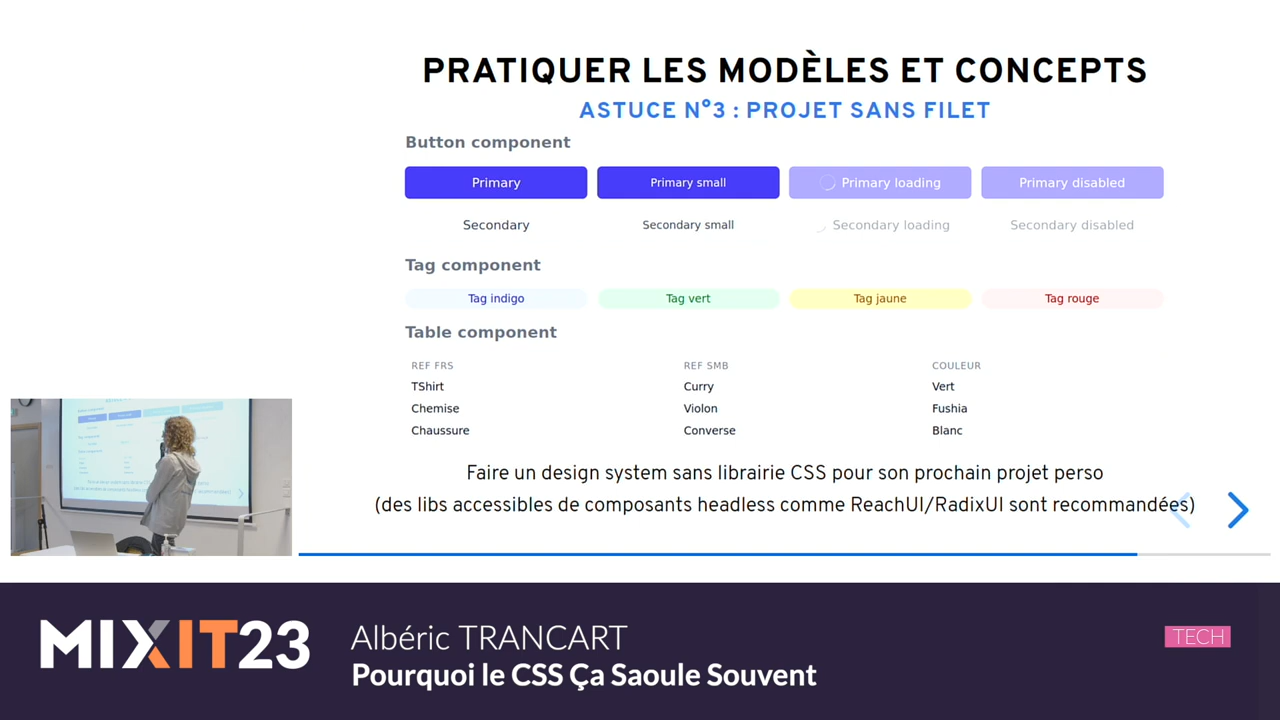 PRATIQUER LES MODÈLES ET CONCEPTS
ASTUCE N°3 : PROJET SANS FILET
Button component
Primary Primary small Primary loading Primary disabled
Secondary Secondary small Secondary loading Secondary disabled
Tag component
Tag indigo Tag vert Tag jaune Tag rouge
Table component
REF FRS REF SMB COULEUR
TShirt Curry Vert
Chemise Violon Fushia
Chaussure Converse Blanc
Faire un design system sans librairie CSS pour son prochain projet perso
(des libs accessibles de composants headless comme ReachUI/RadixUI sont recommandées)
MIXIT23
Albéric TRANCART
Pourquoi le CSS Ça Saoule Souvent
TECH